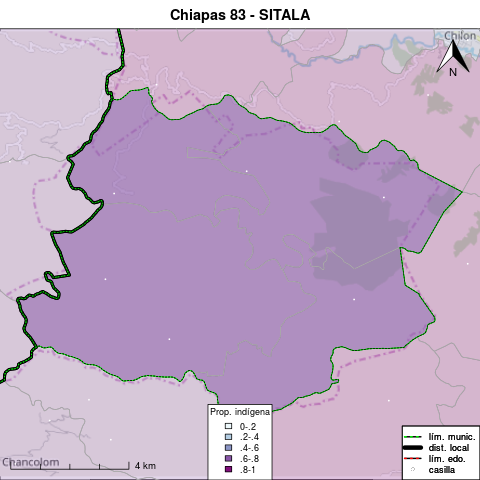 Chiapas 83 - SITALA
Chilon
N
Prop. indígena
0-.2
.2-.4
.4-.6
.6-.8
.8-1
4 km
Chancolom
lím. munic.
dist. local
lím. edo.
casilla